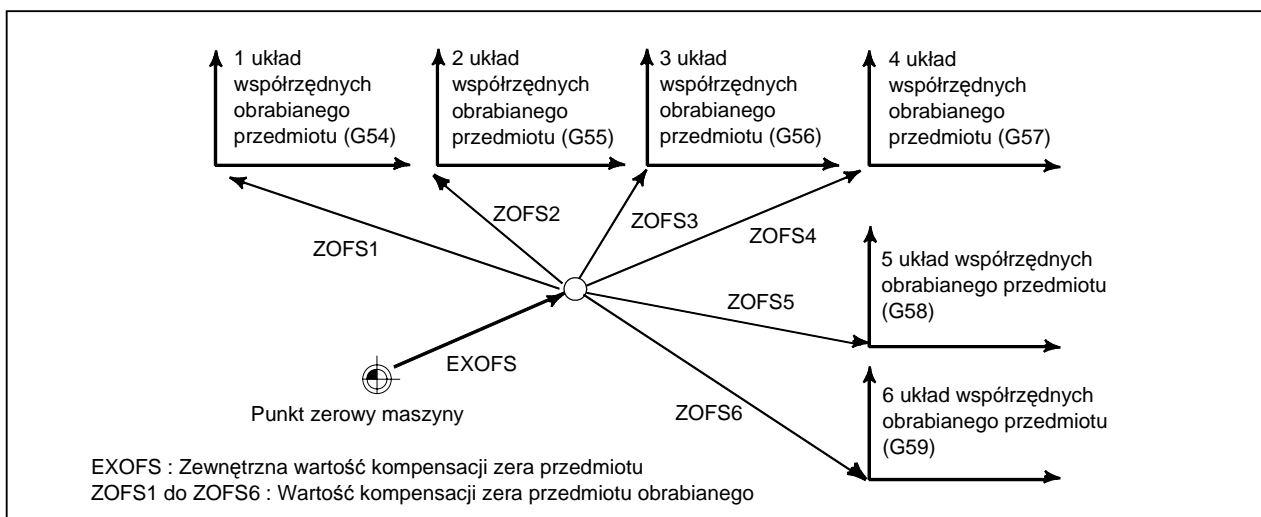 1 układ
współrzędnych
obrabianego
przedmiotu (G54)
2 układ
współrzędnych
obrabianego
przedmiotu (G55)
3 układ
współrzędnych
obrabianego
przedmiotu (G56)
4 układ
współrzędnych
obrabianego
przedmiotu (G57)
ZOFS1
ZOFS2
ZOFS3
ZOFS4
5 układ współrzędnych
obrabianego przedmiotu
(G58)
ZOFS5
EXOFS
Punkt zerowy maszyny
ZOFS6
6 układ współrzędnych
obrabianego przedmiotu
(G59)
EXOFS : Zewnętrzna wartość kompensacji zera przedmiotu
ZOFS1 do ZOFS6 : Wartość kompensacji zera przedmiotu obrabianego